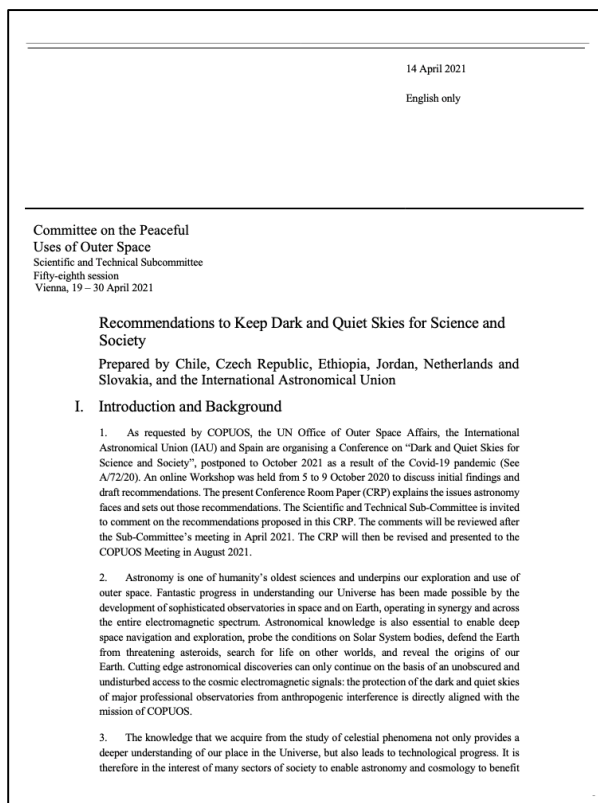 14 April 2021
English only
Committee on the Peaceful
Uses of Outer Space
Scientific and Technical Subcommittee
Fifty-eighth session
Vienna, 19 – 30 April 2021
Recommendations to Keep Dark and Quiet Skies for Science and
Society
Prepared by Chile, Czech Republic, Ethiopia, Jordan, Netherlands and
Slovakia, and the International Astronomical Union
I. Introduction and Background
1. As requested by COPUOS, the UN Office of Outer Space Affairs, the International
Astronomical Union (IAU) and Spain are organising a Conference on “Dark and Quiet Skies for
Science and Society”, postponed to October 2021 as a result of the Covid-19 pandemic (See
A/72/20). An online Workshop was held from 5 to 9 October 2020 to discuss initial findings and
draft recommendations. The present Conference Room Paper (CRP) explains the issues astronomy
faces and sets out those recommendations. The Scientific and Technical Sub-Committee is invited
to comment on the recommendations proposed in this CRP. The comments will be reviewed after
the Sub-Committee’s meeting in April 2021. The CRP will then be revised and presented to the
COPUOS Meeting in August 2021.
2. Astronomy is one of humanity’s oldest sciences and underpins our exploration and use of
outer space. Fantastic progress in understanding our Universe has been made possible by the
development of sophisticated observatories in space and on Earth, operating in synergy and across
the entire electromagnetic spectrum. Astronomical knowledge is also essential to enable deep
space navigation and exploration, probe the conditions on Solar System bodies, defend the Earth
from threatening asteroids, search for life on other worlds, and reveal the origins of our
Earth. Cutting edge astronomical discoveries can only continue on the basis of an unobscured and
undisturbed access to the cosmic electromagnetic signals: the protection of the dark and quiet skies
of major professional observatories from anthropogenic interference is directly aligned with the
mission of COPUOS.
3. The knowledge that we acquire from the study of celestial phenomena not only provides a
deeper understanding of our place in the Universe, but also leads to technological progress. It is
therefore in the interest of many sectors of society to enable astronomy and cosmology to benefit